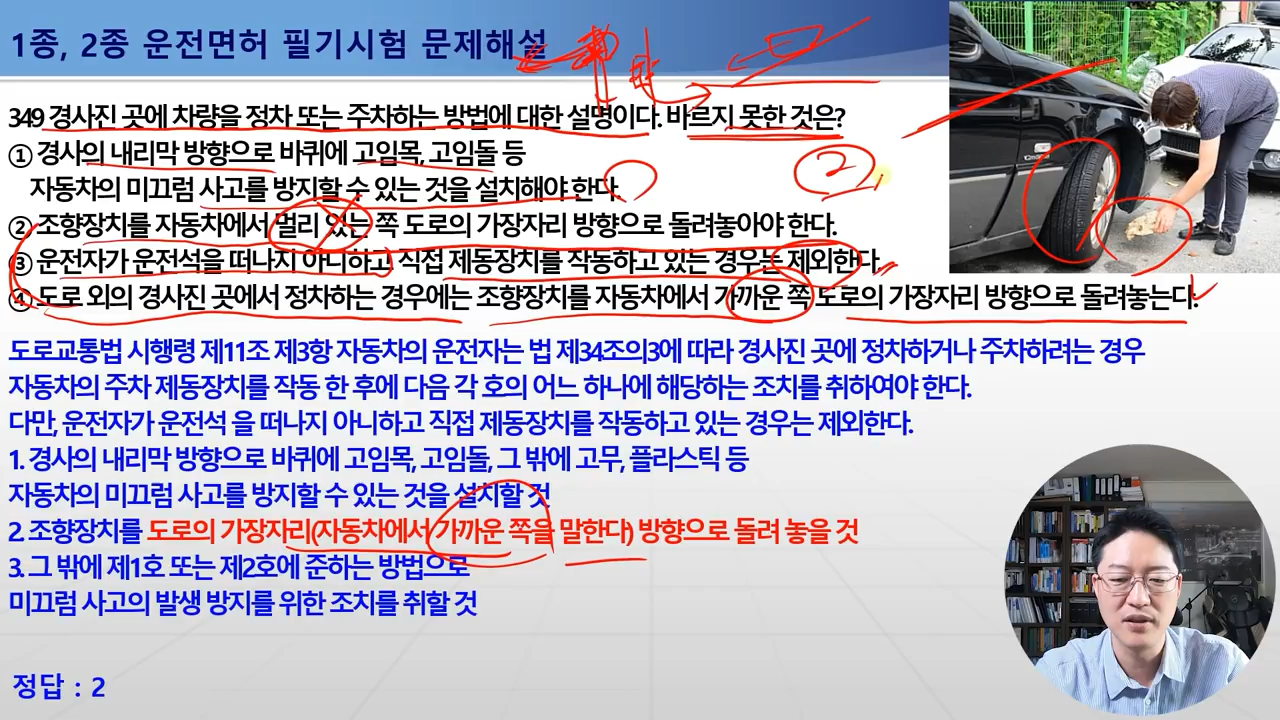 1종, 2종 운전면허 필기시험 문제해설
349 경사진 곳에 차량을 정차 또는 주차하는 방법에 대한 설명이다. 바르지 못한 것은?
① 경사의 내리막 방향으로 바퀴에 고임목, 고임돌 등
자동차의 미끄럼 사고를 방지할 수 있는 것을 설치해야 한다.
② 조향장치를 자동차에서 멀리 있는 쪽 도로의 가장자리 방향으로 돌려놓아야 한다.
③ 운전자가 운전석을 떠나지 아니하고 직접 제동장치를 작동하고 있는 경우는 제외한다.
④ 도로 외의 경사진 곳에서 정차하는 경우에는 조향장치를 자동차에서 가까운 쪽 도로의 가장자리 방향으로 돌려놓는다.
②
도로교통법 시행령 제11조 제3항 자동차의 운전자는 법 제34조의3에 따라 경사진 곳에 정차하거나 주차하려는 경우
자동차의 주차 제동장치를 작동 한 후에 다음 각 호의 어느 하나에 해당하는 조치를 취하여야 한다.
다만, 운전자가 운전석 을 떠나지 아니하고 직접 제동장치를 작동하고 있는 경우는 제외한다.
1. 경사의 내리막 방향으로 바퀴에 고임목, 고임돌, 그 밖에 고무, 플라스틱 등
자동차의 미끄럼 사고를 방지할 수 있는 것을 설치할 것
2. 조향장치를 도로의 가장자리(자동차에서 가까운 쪽을 말한다) 방향으로 돌려 놓을 것
3. 그 밖에 제1호 또는 제2호에 준하는 방법으로
미끄럼 사고의 발생 방지를 위한 조치를 취할 것
정답 : 2